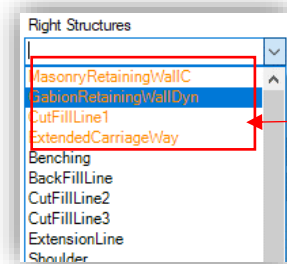 Right Structures
MasonryRetainingWallC
GabionRetainingWallDyn
CutFillLine1
ExtendedCarriageWay
Benching
BackFillLine
CutFillLine2
CutFillLine3
ExtensionLine
Shoulder